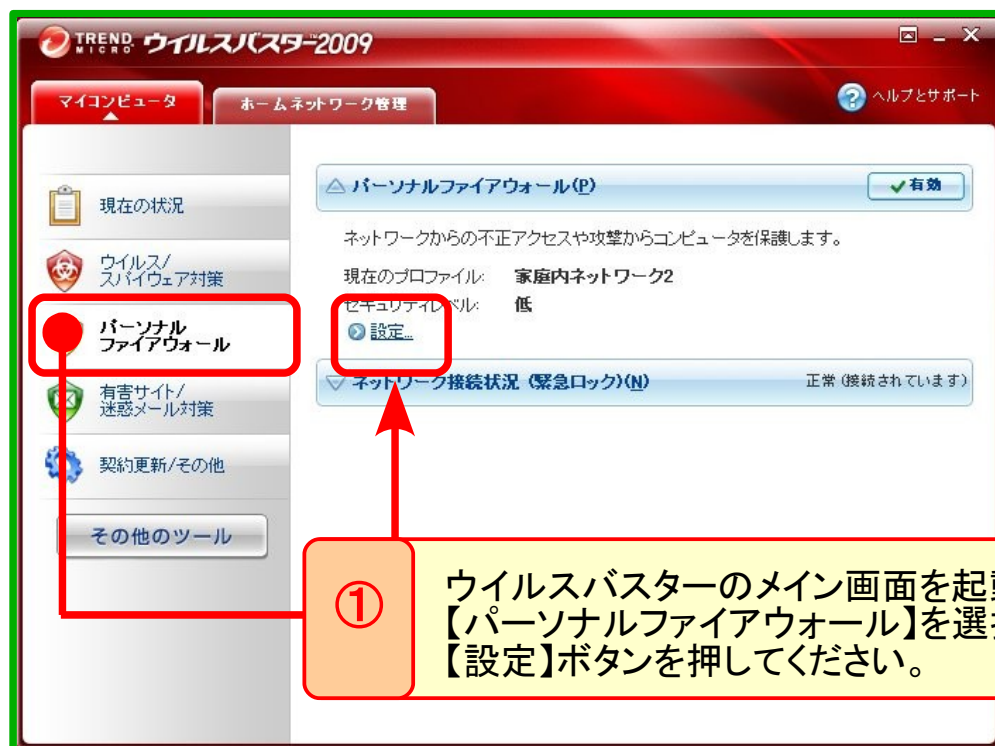 TREND MICRO ウイルスバスター2009
マイコンピュータ
ホームネットワーク管理
ヘルプとサポート
現在の状況
ウイルス/
スパイウェア対策
パーソナル
ファイアウォール
有害サイト/
迷惑メール対策
契約更新/その他
その他のツール
パーソナルファイアウォール(P)
有効
ネットワークからの不正アクセスや攻撃からコンピュータを保護します。
現在のプロファイル: 家庭内ネットワーク2
セキュリティレベル: 低
設定...
ネットワーク接続状況 (緊急ロック)(N)
正常 (接続されています)
①
ウイルスバスターのメイン画面を起
【パーソナルファイアウォール】を選
【設定】ボタンを押してください。